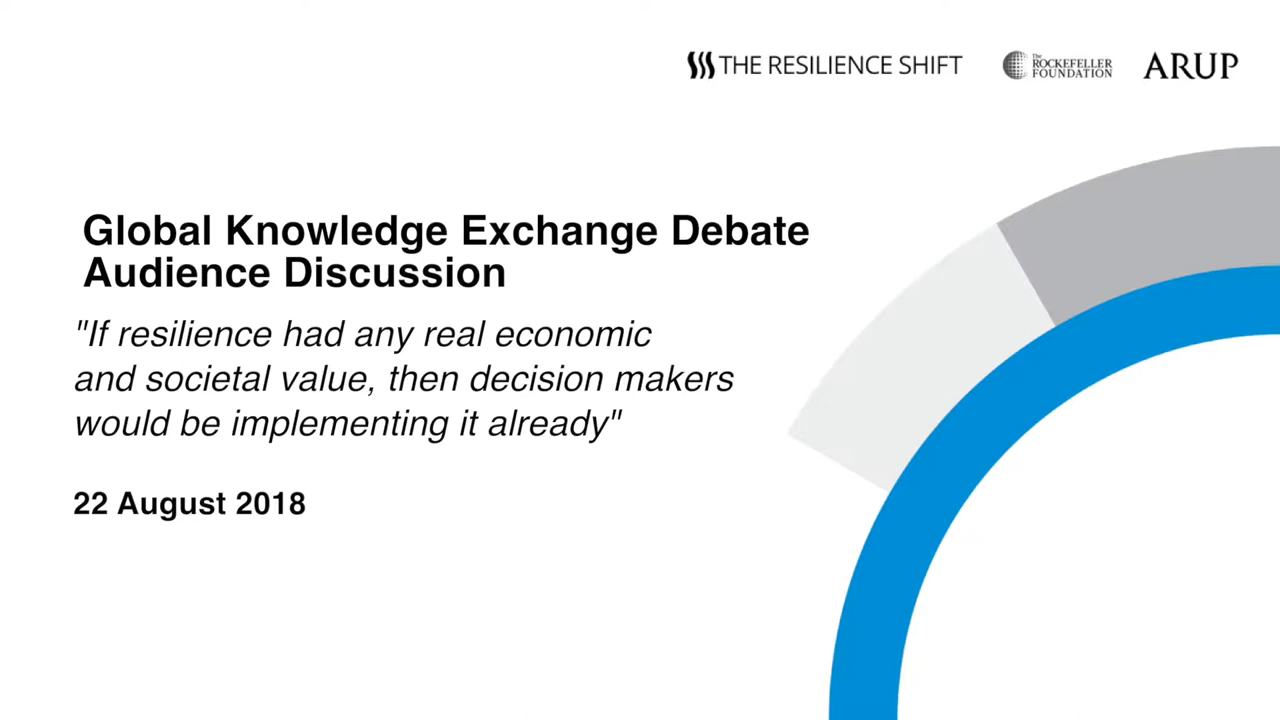 THE RESILIENCE SHIFT
The
ROCKEFELLER
FOUNDATION
ARUP
Global Knowledge Exchange Debate
Audience Discussion
"If resilience had any real economic
and societal value, then decision makers
would be implementing it already"
22 August 2018